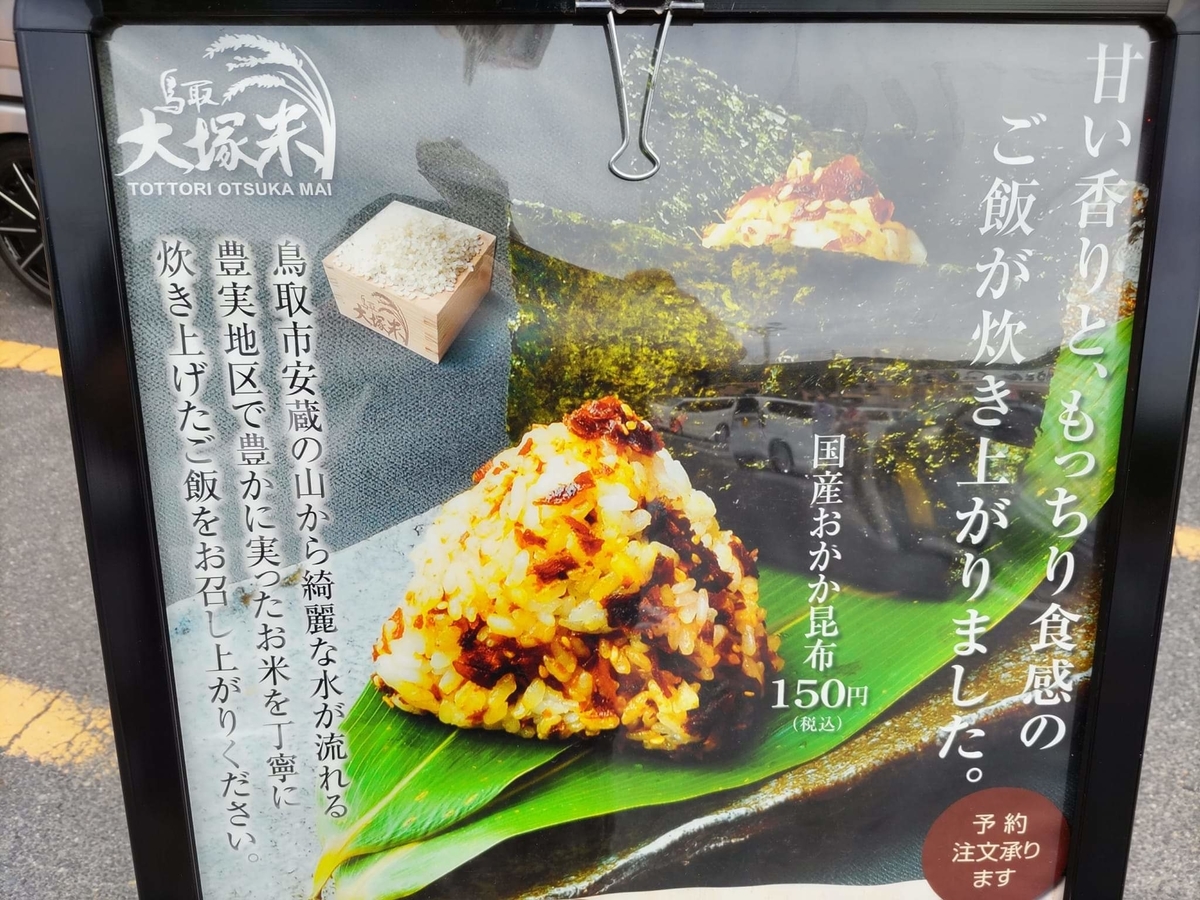 甘い香りと、もっちり食感の
ご飯が炊き上がりました。
鳥取
大塚米
TOTTORI OTSUKA MAI
鳥取
大塚米
鳥取市安蔵の山から綺麗な水が流れる
豊実地区で豊かに実ったお米を丁寧に
炊き上げたご飯をお召し上がりください。
国産おかか昆布
150円
（税込）
予約
注文承り
ます